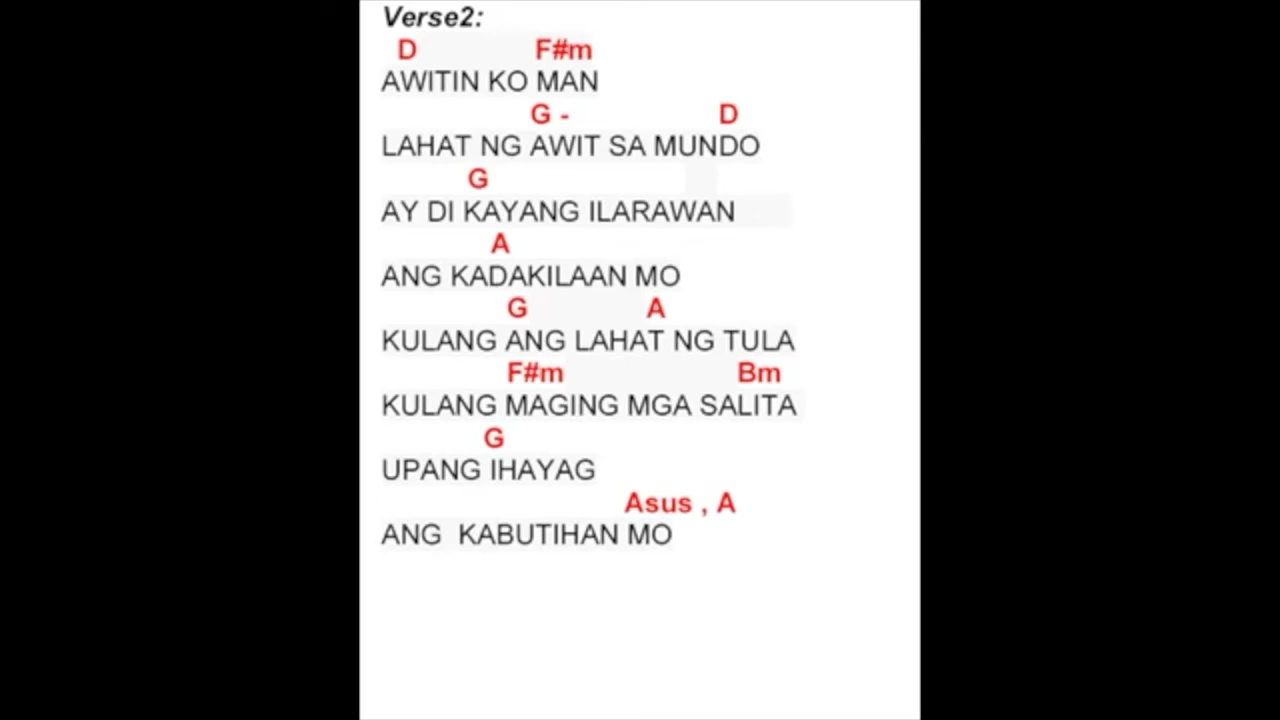 Verse2:
D F#m
AWITIN KO MAN
G - D
LAHAT NG AWIT SA MUNDO
G
AY DI KAYANG ILARAWAN
A
ANG KADAKILAAN MO
G A
KULANG ANG LAHAT NG TULA
F#m Bm
KULANG MAGING MGA SALITA
G
UPANG IHAYAG
Asus , A
ANG KABUTIHAN MO